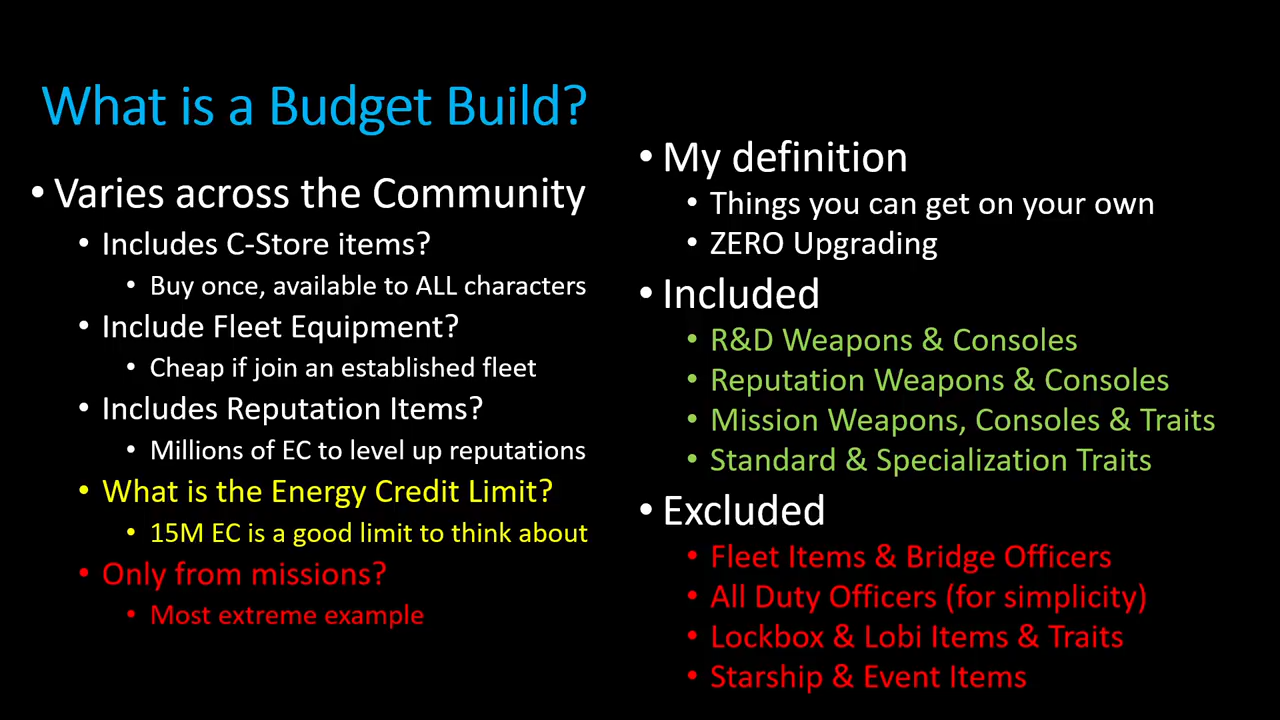 What is a Budget Build?
• Varies across the Community
• Includes C-Store items?
• Buy once, available to ALL characters
• Include Fleet Equipment?
• Cheap if join an established fleet
• Includes Reputation Items?
• Millions of EC to level up reputations
• What is the Energy Credit Limit?
• 15M EC is a good limit to think about
• Only from missions?
• Most extreme example
• My definition
• Things you can get on your own
• ZERO Upgrading
• Included
• R&D Weapons & Consoles
• Reputation Weapons & Consoles
• Mission Weapons, Consoles & Traits
• Standard & Specialization Traits
• Excluded
• Fleet Items & Bridge Officers
• All Duty Officers (for simplicity)
• Lockbox & Lobi Items & Traits
• Starship & Event Items